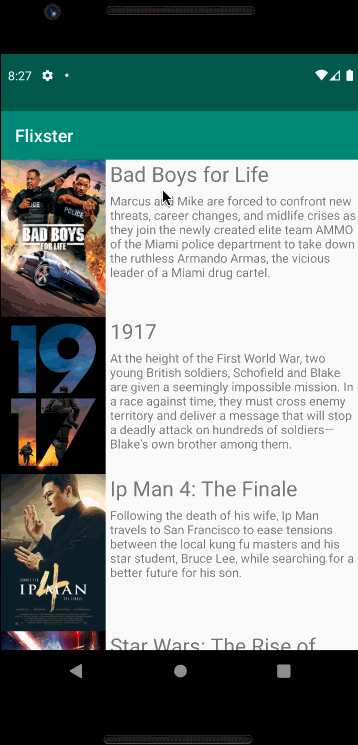 8:27
Flixster
POLICE
POLICE
BAD BOYS
FOR LIFE
Bad Boys for Life
Marcus and Mike are forced to confront new
threats, career changes, and midlife crises as
they join the newly created elite team AMMO
of the Miami police department to take down
the ruthless Armando Armas, the vicious
leader of a Miami drug cartel.
19
17
1917
At the height of the First World War, two
young British soldiers, Schofield and Blake
are given a seemingly impossible mission. In
a race against time, they must cross enemy
territory and deliver a message that will stop
a deadly attack on hundreds of soldiers—
Blake's own brother among them.
IP MAN
4
THE FINALE
Ip Man 4: The Finale
Following the death of his wife, Ip Man
travels to San Francisco to ease tensions
between the local kung fu masters and his
star student, Bruce Lee, while searching for a
better future for his son.
Star Wars: The Rise of